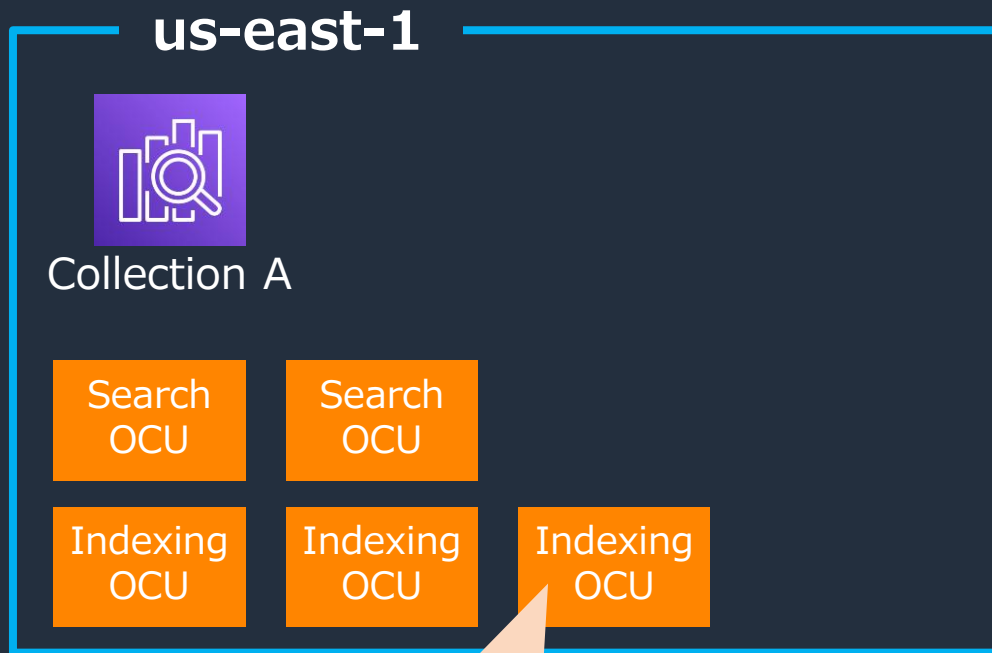 us-east-1
Collection A
Search
OCU
Search
OCU
Indexing
OCU
Indexing
OCU
Indexing
OCU